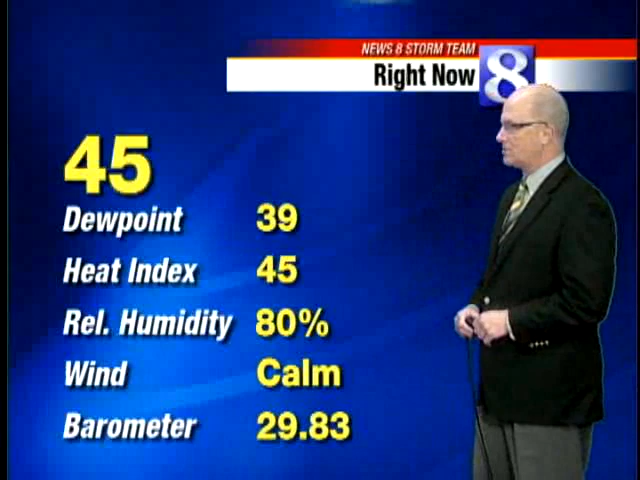 NEWS 8 STORM TEAM
Right Now 8
45
Dewpoint 39
Heat Index 45
Rel. Humidity 80%
Wind Calm
Barometer 29.83